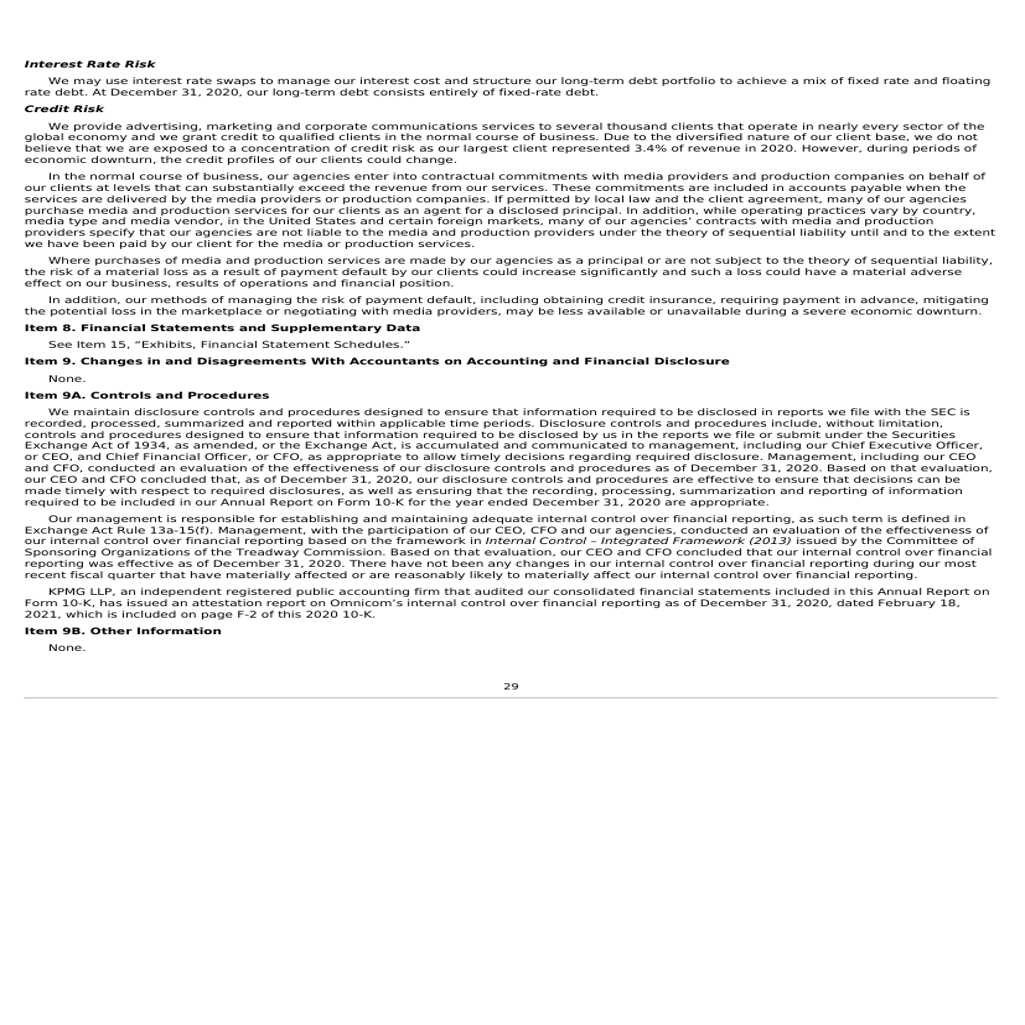 Interest Rate Risk
We may use interest rate swaps to manage our interest cost and structure our long-term debt portfolio to achieve a mix of fixed rate and floating
rate debt. At December 31, 2020, our long-term debt consists entirely of fixed-rate debt.
Credit Risk
We provide advertising, marketing and corporate communications services to several thousand clients that operate in nearly every sector of the
global economy and we grant credit to qualified clients in the normal course of business. Due to the diversified nature of our client base, we do not
believe that we are exposed to a concentration of credit risk as our largest client represented 3.4% of revenue in 2020. However, during periods of
economic downturn, the credit profiles of our clients could change.
In the normal course of business, our agencies enter into contractual commitments with media providers and production companies on behalf of
our clients at levels that can substantially exceed the revenue from our services. These commitments are included in accounts payable when the
services are delivered by the media providers or production companies. If permitted by local law and the client agreement, many of our agencies
purchase media and production services for our clients as an agent for a disclosed principal. In addition, while operating practices vary by country,
media type and media vendor, in the United States and certain foreign markets, many of our agencies’ contracts with media and production
providers specify that our agencies are not liable to the media and production providers under the theory of sequential liability until and to the extent
we have been paid by our client for the media or production services.
Where purchases of media and production services are made by our agencies as a principal or are not subject to the theory of sequential liability,
the risk of a material loss as a result of payment default by our clients could increase significantly and such a loss could have a material adverse
effect on our business, results of operations and financial position.
In addition, our methods of managing the risk of payment default, including obtaining credit insurance, requiring payment in advance, mitigating
the potential loss in the marketplace or negotiating with media providers, may be less available or unavailable during a severe economic downturn.
Item 8. Financial Statements and Supplementary Data
See Item 15, “Exhibits, Financial Statement Schedules.”
Item 9. Changes in and Disagreements With Accountants on Accounting and Financial Disclosure
None.
Item 9A. Controls and Procedures
We maintain disclosure controls and procedures designed to ensure that information required to be disclosed in reports we file with the SEC is
recorded, processed, summarized and reported within applicable time periods. Disclosure controls and procedures include, without limitation,
controls and procedures designed to ensure that information required to be disclosed by us in the reports we file or submit under the Securities
Exchange Act of 1934, as amended, or the Exchange Act, is accumulated and communicated to management, including our Chief Executive Officer,
or CEO, and Chief Financial Officer, or CFO, as appropriate to allow timely decisions regarding required disclosure. Management, including our CEO
and CFO, conducted an evaluation of the effectiveness of our disclosure controls and procedures as of December 31, 2020. Based on that evaluation,
our CEO and CFO concluded that, as of December 31, 2020, our disclosure controls and procedures are effective to ensure that decisions can be
made timely with respect to required disclosures, as well as ensuring that the recording, processing, summarization and reporting of information
required to be included in our Annual Report on Form 10-K for the year ended December 31, 2020 are appropriate.
Our management is responsible for establishing and maintaining adequate internal control over financial reporting, as such term is defined in
Exchange Act Rule 13a-15(f). Management, with the participation of our CEO, CFO and our agencies, conducted an evaluation of the effectiveness of
our internal control over financial reporting based on the framework in Internal Control – Integrated Framework (2013) issued by the Committee of
Sponsoring Organizations of the Treadway Commission. Based on that evaluation, our CEO and CFO concluded that our internal control over financial
reporting was effective as of December 31, 2020. There have not been any changes in our internal control over financial reporting during our most
recent fiscal quarter that have materially affected or are reasonably likely to materially affect our internal control over financial reporting.
KPMG LLP, an independent registered public accounting firm that audited our consolidated financial statements included in this Annual Report on
Form 10-K, has issued an attestation report on Omnicom’s internal control over financial reporting as of December 31, 2020, dated February 18,
2021, which is included on page F-2 of this 2020 10-K.
Item 9B. Other Information
None.
29